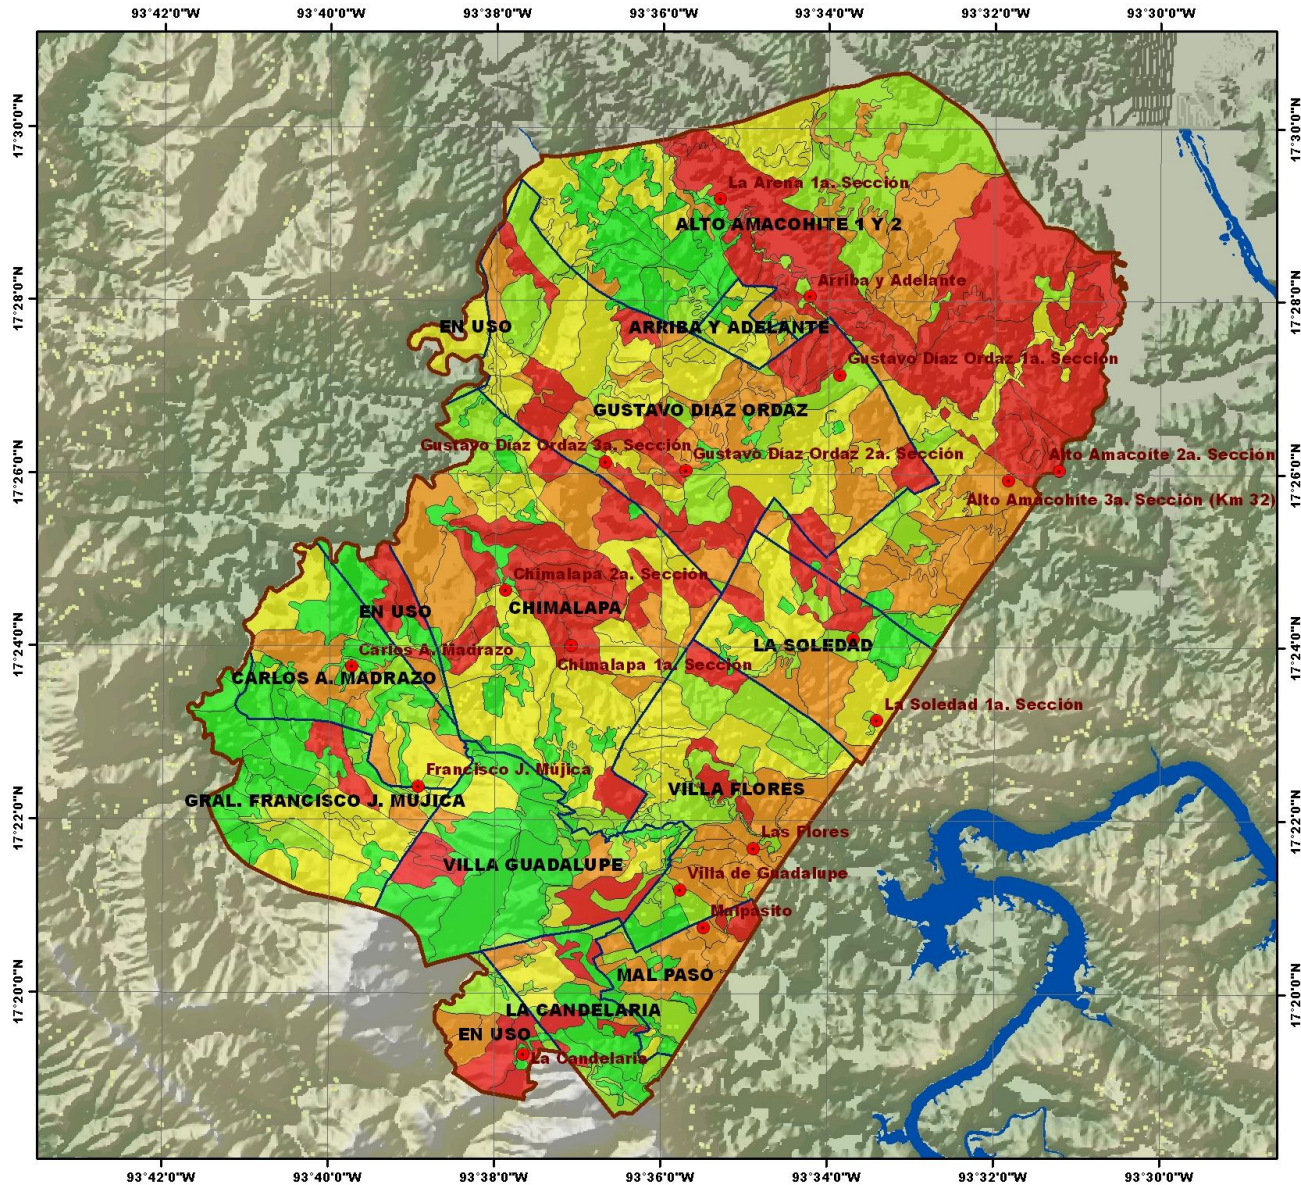 93°42'0"W 93°40'0"W 93°38'0"W 93°36'0"W 93°34'0"W 93°32'0"W 93°30'0"W
17°30'0"N
17°30'0"N
La Arena 1a. Sección
ALTO AMACOHITE 1 Y 2
Arriba y Adelante
17°28'0"N
17°28'0"N
EN USO
ARRIBA Y ADELANTE
Gustavo Díaz Ordaz 1a. Sección
GUSTAVO DIAZ ORDAZ
Gustavo Díaz Ordaz 3a. Sección
Gustavo Díaz Ordaz 2a. Sección
Alto Amacoite 2a. Sección
17°26'0"N
17°26'0"N
Alto Amacohite 3a. Sección (Km 32)
Chimalapa 2a. Sección
CHIMALAPA
EN USO
17°24'0"N
17°24'0"N
LA SOLEDAD
Carlos A. Madrazo
Chimalapa 1a. Sección
CARLOS A. MADRAZO
La Soledad 1a. Sección
Francisco J. Mújica
VILLA FLORES
GRAL. FRANCISCO J. MUJICA
17°22'0"N
17°22'0"N
Las Flores
VILLA GUADALUPE
Villa de Guadalupe
Malpasito
MAL PASO
17°20'0"N
17°20'0"N
LA CANDELARIA
EN USO
La Candelaria
93°42'0"W 93°40'0"W 93°38'0"W 93°36'0"W 93°34'0"W 93°32'0"W 93°30'0"W